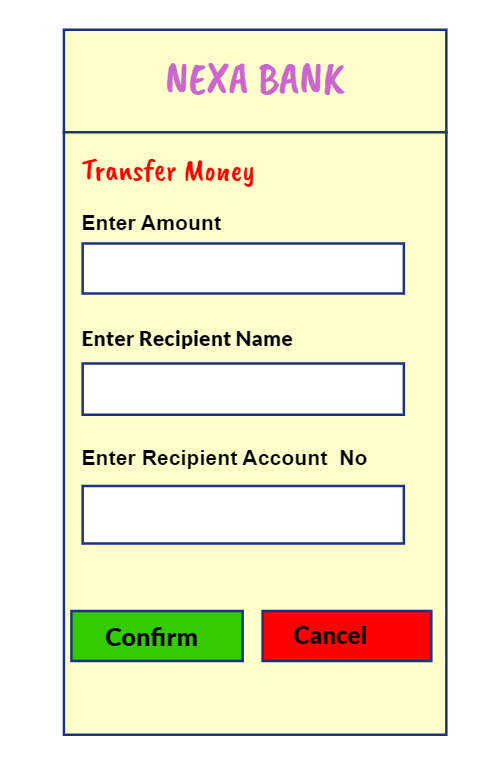 NEXA BANK
Transfer Money
Enter Amount
Enter Recipient Name
Enter Recipient Account  No
Confirm
Cancel